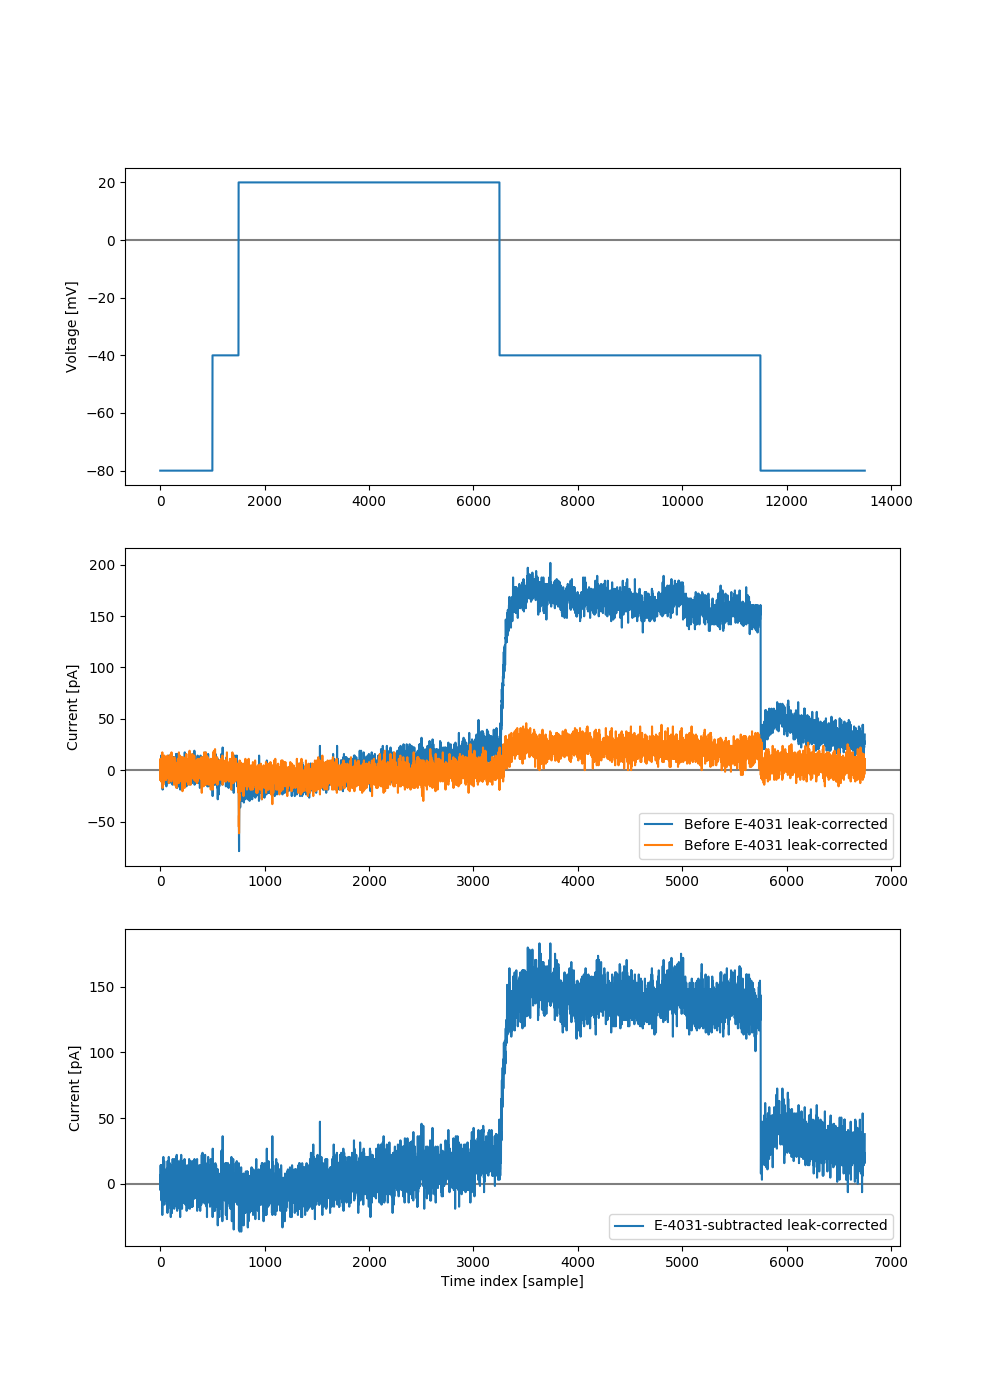 20
0
−20
−40
−60
−80
Voltage [mV]
0 2000 4000 6000 8000 10000 12000 14000
200
150
100
50
0
−50
Current [pA]
Before E-4031 leak-corrected
Before E-4031 leak-corrected
0 1000 2000 3000 4000 5000 6000 7000
150
100
50
0
Current [pA]
E-4031-subtracted leak-corrected
0 1000 2000 3000 4000 5000 6000 7000
Time index [sample]